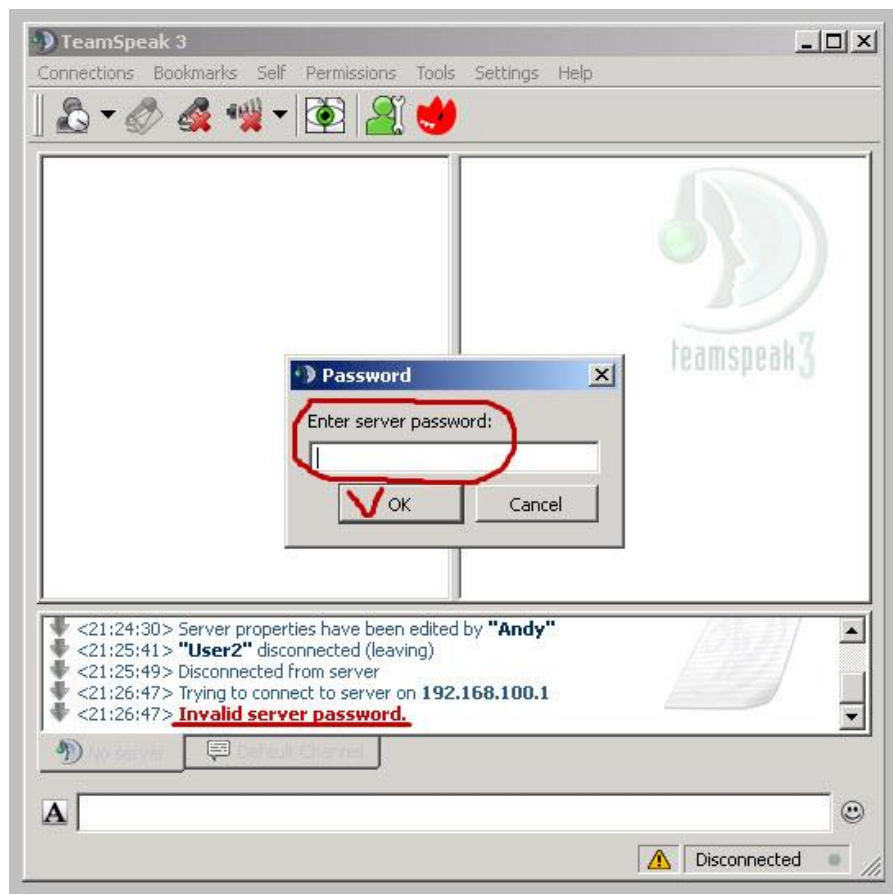 TeamSpeak 3
Connections Bookmarks Self Permissions Tools Settings Help
teamspeak 3
Password
Enter server password:
OK Cancel
<21:24:30> Server properties have been edited by "Andy"
<21:25:41> "User2" disconnected (leaving)
<21:25:49> Disconnected from server
<21:26:47> Trying to connect to server on 192.168.100.1
<21:26:47> Invalid server password.
No server Default Channel
A
Disconnected